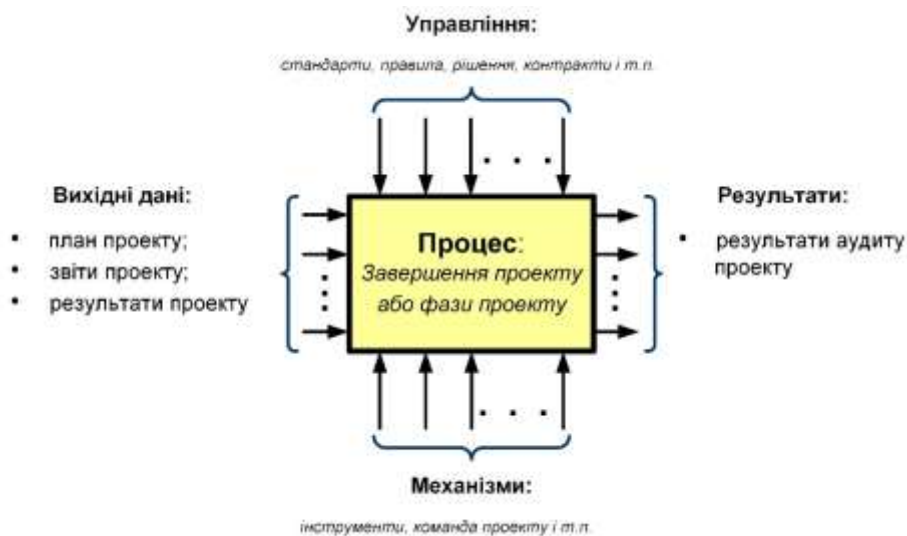 Управління:
стандарти, правила, рішення, контракти і т.п.
Вихідні дані:
• план проекту;
• звіти проекту;
• результати проекту
Процес:
Завершення проекту
або фази проекту
Результати:
• результати аудиту
проекту
Механізми:
інструменти, команда проекту і т.п.